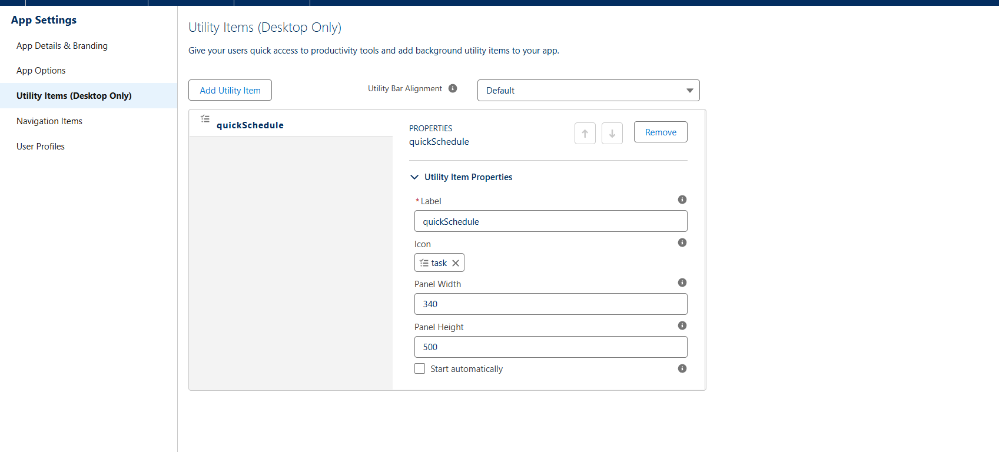 App Settings
App Details & Branding
App Options
Utility Items (Desktop Only)
Navigation Items
User Profiles
Utility Items (Desktop Only)
Give your users quick access to productivity tools and add background utility items to your app.
Add Utility Item
Utility Bar Alignment
Default
quickSchedule
PROPERTIES
quickSchedule
Remove
Utility Item Properties
*Label
quickSchedule
Icon
task
Panel Width
340
Panel Height
500
Start automatically